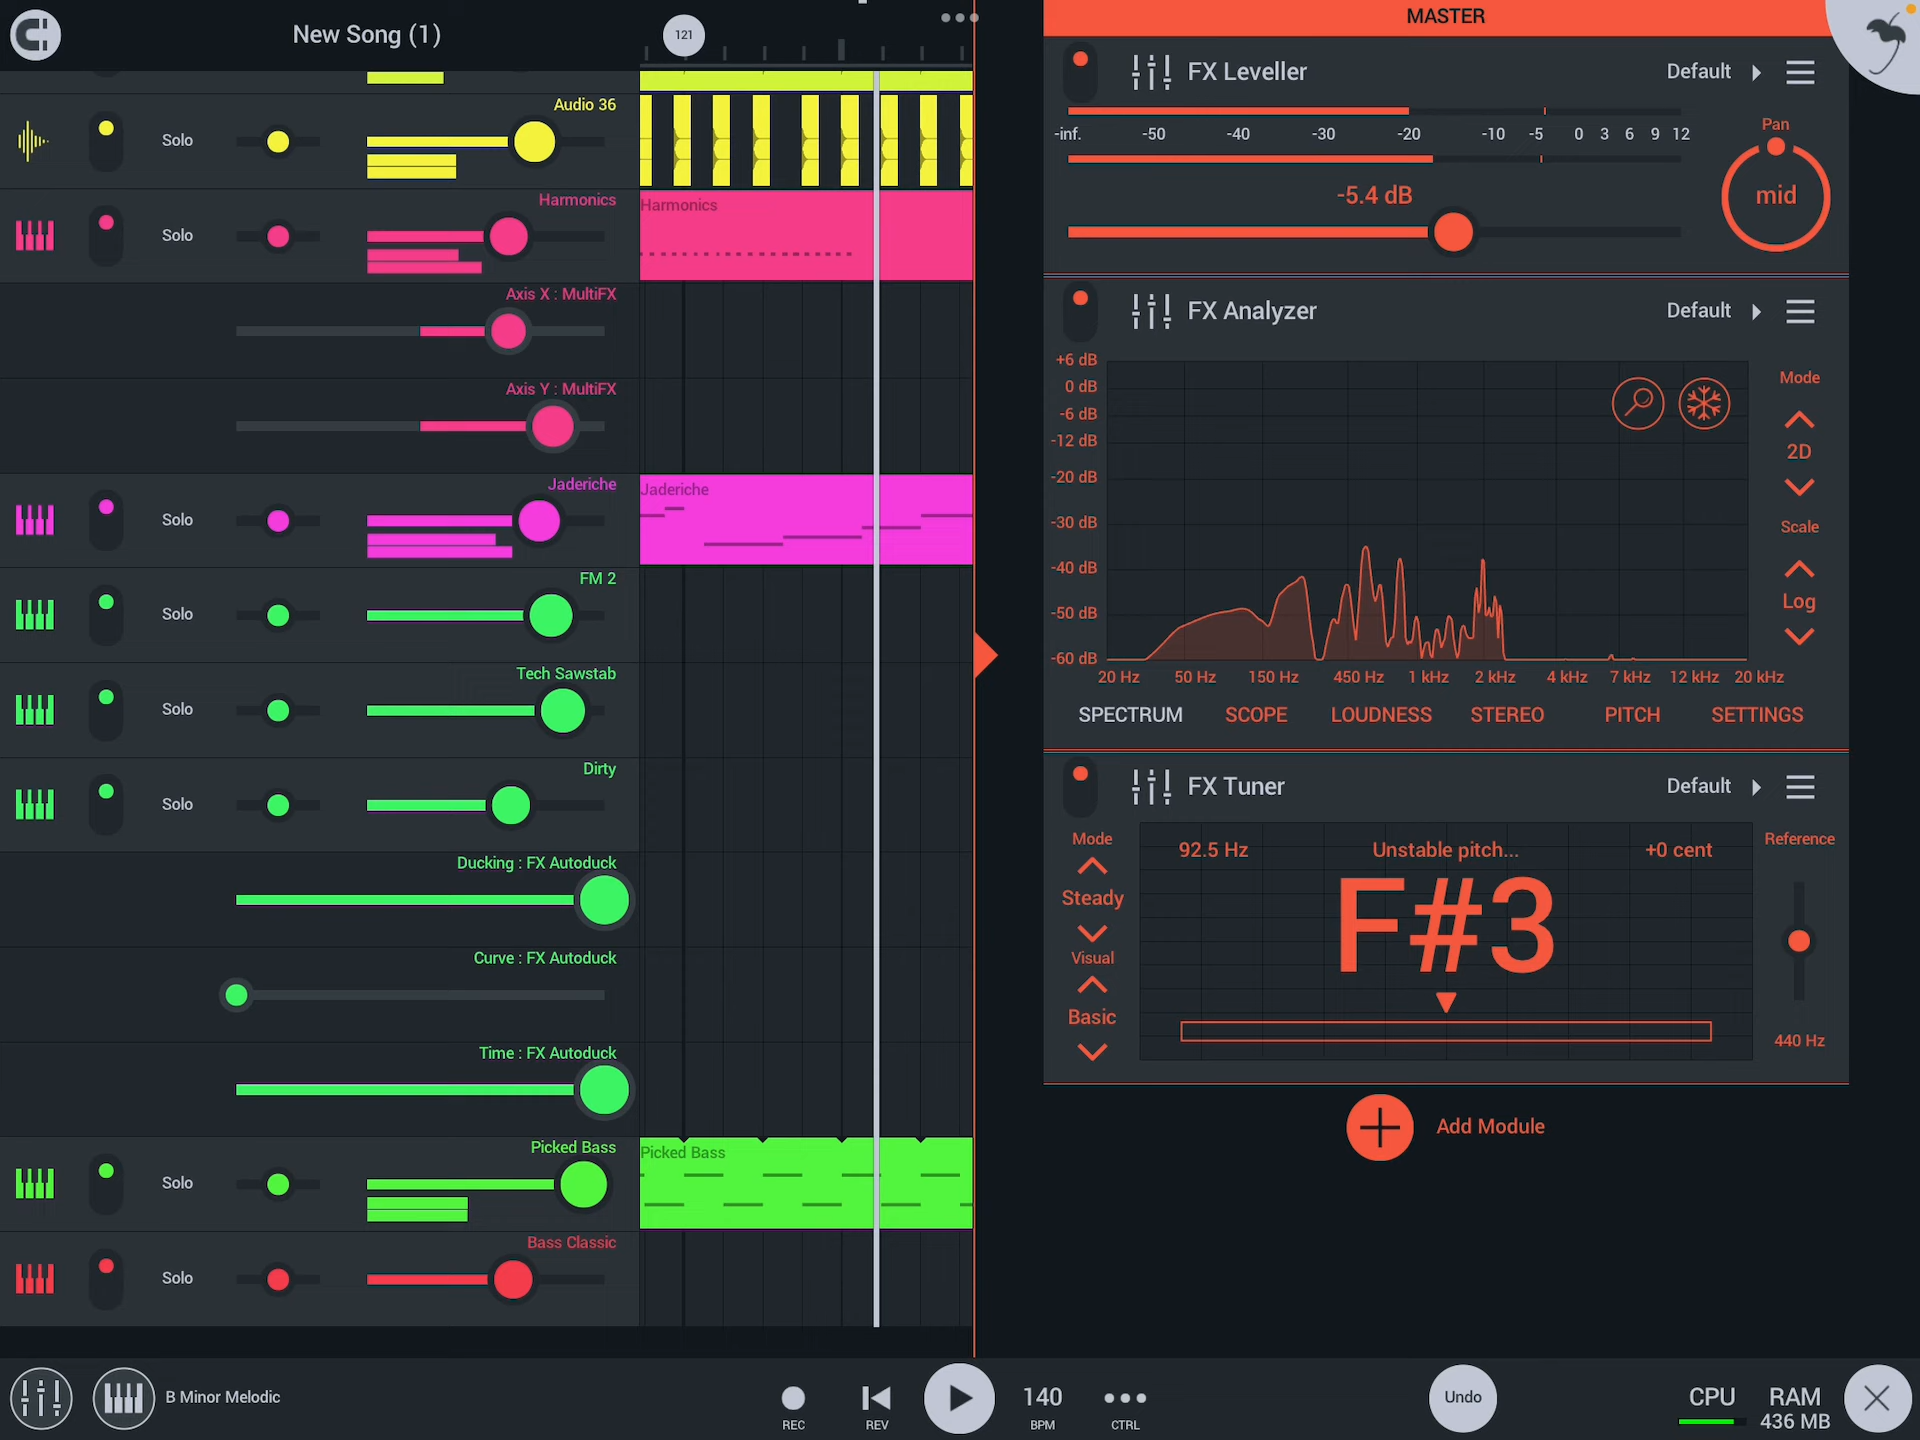 New Song (1)
121
MASTER
Audio 36
Solo
Harmonics
Solo
Harmonics
Axis X : MultiFX
Axis Y : MultiFX
Jaderiche
Solo
Jaderiche
FM 2
Solo
Tech Sawstab
Solo
Dirty
Solo
Ducking : FX Autoduck
Curve : FX Autoduck
Time : FX Autoduck
Picked Bass
Solo
Picked Bass
Bass Classic
Solo
FX Leveller
Default
-inf. -50 -40 -30 -20 -10 -5 0 3 6 9 12
-5.4 dB
Pan
mid
FX Analyzer
Default
+6 dB
0 dB
-6 dB
-12 dB
-20 dB
-30 dB
-40 dB
-50 dB
-60 dB
20 Hz 50 Hz 150 Hz 450 Hz 1 kHz 2 kHz 4 kHz 7 kHz 12 kHz 20 kHz
Mode
2D
Scale
Log
SPECTRUM SCOPE LOUDNESS STEREO PITCH SETTINGS
FX Tuner
Default
Mode
Steady
Visual
Basic
92.5 Hz Unstable pitch... +0 cent
F#3
Reference
440 Hz
Add Module
B Minor Melodic
REC
REV
140
BPM
CTRL
Undo
CPU
RAM
436 MB